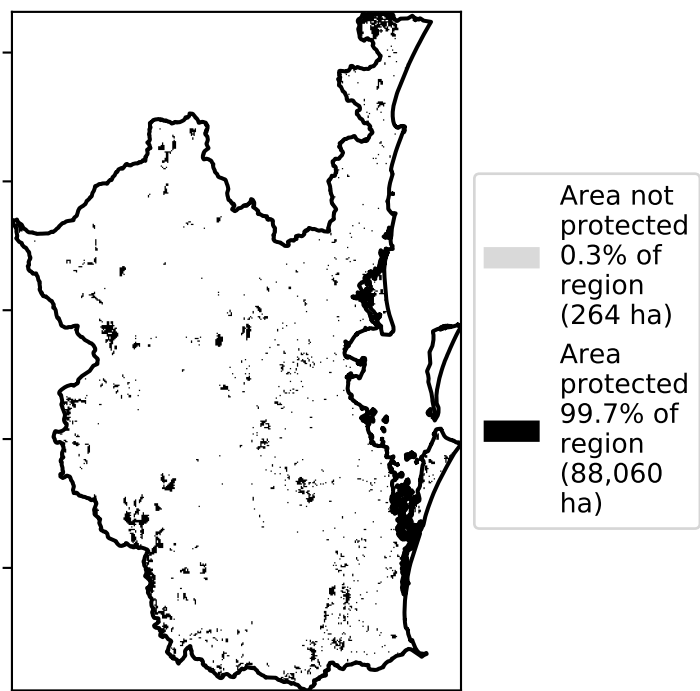 Area not
protected
0.3% of
region
(264 ha)
Area
protected
99.7% of
region
(88,060
ha)